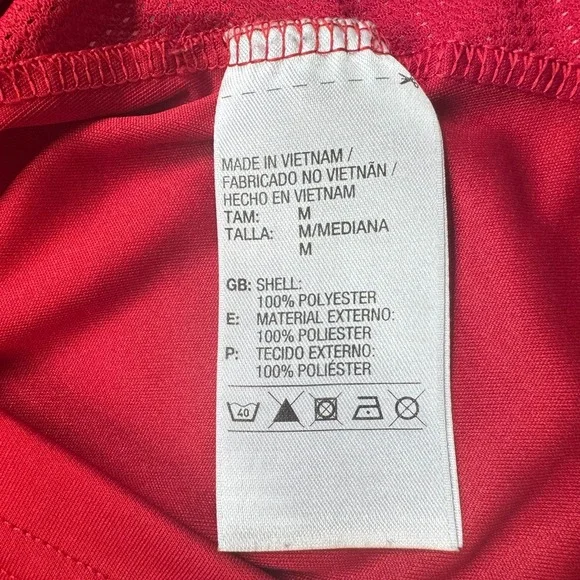 MADE IN VIETNAM /
FABRICADO NO VIETNÃN /
HECHO EN VIETNAM
TAM: M
TALLA: M/MEDIANA
M
GB: SHELL:
100% POLYESTER
E: MATERIAL EXTERNO:
100% POLIESTER
P: TECIDO EXTERNO:
100% POLIÉSTER
40